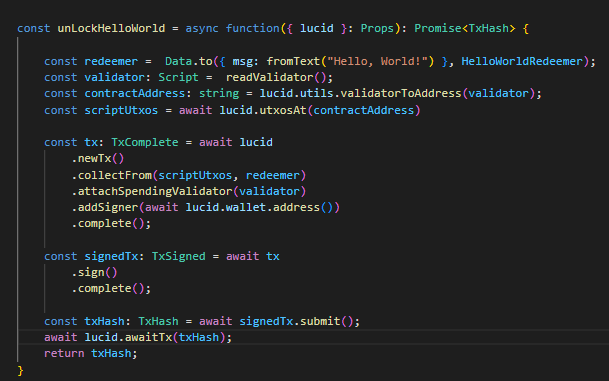 const unLockHelloWorld = async function({ lucid }: Props): Promise<TxHash> {
const redeemer =  Data.to({ msg: fromText("Hello, World!") }, HelloWorldRedeemer);
const validator: Script =  readValidator();
const contractAddress: string = lucid.utils.validatorToAddress(validator);
const scriptUtxos = await lucid.utxosAt(contractAddress)
const tx: TxComplete = await lucid
.newTx()
.collectFrom(scriptUtxos, redeemer)
.attachSpendingValidator(validator)
.addSigner(await lucid.wallet.address())
.complete();
const signedTx: TxSigned = await tx
.sign()
.complete();
const txHash: TxHash = await signedTx.submit();
await lucid.awaitTx(txHash);
return txHash;
}